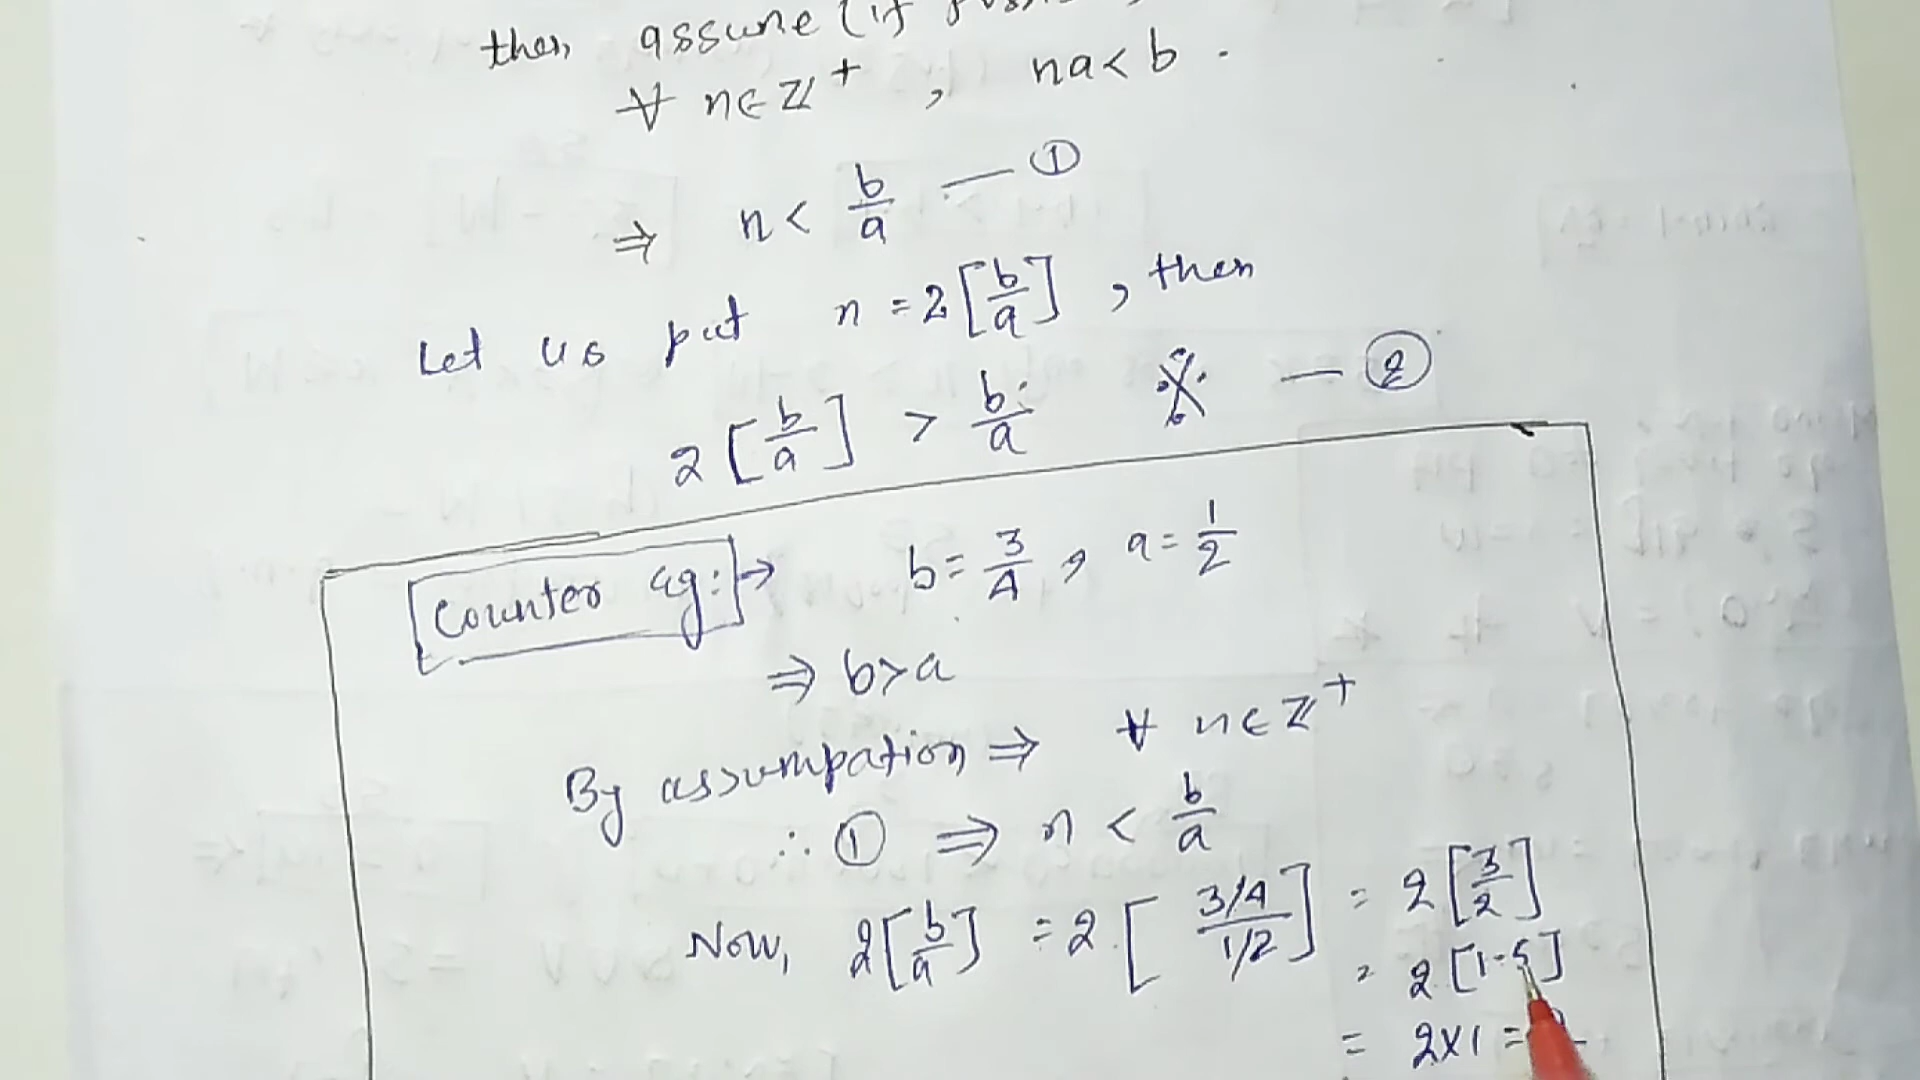 then assume (if
∀ n∈ℤ⁺ , na < b .
⇒ n < b/a — ①
Let us put n = 2[b/a] , then
2[b/a] > b/a ※ — ②
Counter eg: → b = 3/4 , a = 1/2
⇒ b > a
By assumpation ⇒ ∀ n∈ℤ⁺
∴ ① ⇒ n < b/a
Now, 2[b/a] = 2[(3/4)/(1/2)] = 2[3/2]
= 2[1.5]
= 2×1 =